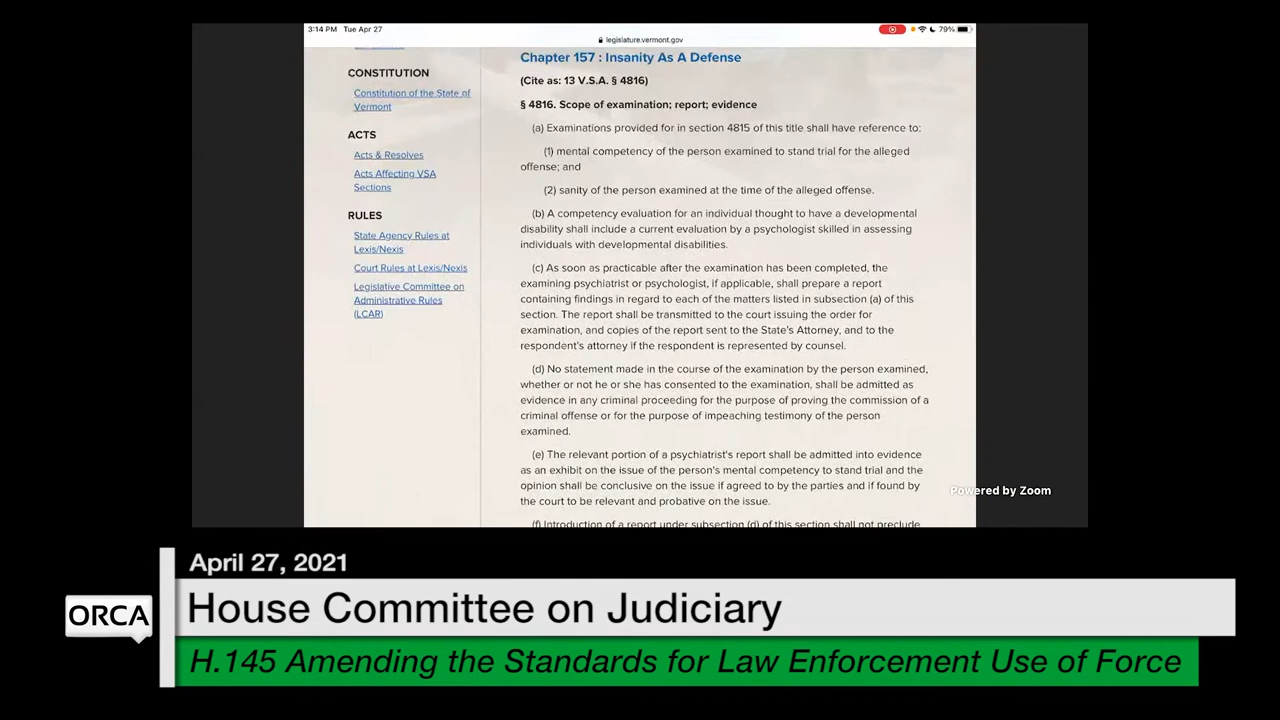 3:14 PM Tue Apr 27
79%
legislature.vermont.gov
CONSTITUTION
Constitution of the State of
Vermont
ACTS
Acts & Resolves
Acts Affecting VSA
Sections
RULES
State Agency Rules at
Lexis/Nexis
Court Rules at Lexis/Nexis
Legislative Committee on
Administrative Rules
(LCAR)
Chapter 157 : Insanity As A Defense
(Cite as: 13 V.S.A. § 4816)
§ 4816. Scope of examination; report; evidence
(a) Examinations provided for in section 4815 of this title shall have reference to:
(1) mental competency of the person examined to stand trial for the alleged
offense; and
(2) sanity of the person examined at the time of the alleged offense.
(b) A competency evaluation for an individual thought to have a developmental
disability shall include a current evaluation by a psychologist skilled in assessing
individuals with developmental disabilities.
(c) As soon as practicable after the examination has been completed, the
examining psychiatrist or psychologist, if applicable, shall prepare a report
containing findings in regard to each of the matters listed in subsection (a) of this
section. The report shall be transmitted to the court issuing the order for
examination, and copies of the report sent to the State's Attorney, and to the
respondent's attorney if the respondent is represented by counsel.
(d) No statement made in the course of the examination by the person examined,
whether or not he or she has consented to the examination, shall be admitted as
evidence in any criminal proceeding for the purpose of proving the commission of a
criminal offense or for the purpose of impeaching testimony of the person
examined.
(e) The relevant portion of a psychiatrist's report shall be admitted into evidence
as an exhibit on the issue of the person's mental competency to stand trial and the
opinion shall be conclusive on the issue if agreed to by the parties and if found by
the court to be relevant and probative on the issue.
(f) Introduction of a report under subsection (d) of this section shall not preclude
Powered by Zoom
April 27, 2021
ORCA
House Committee on Judiciary
H.145 Amending the Standards for Law Enforcement Use of Force